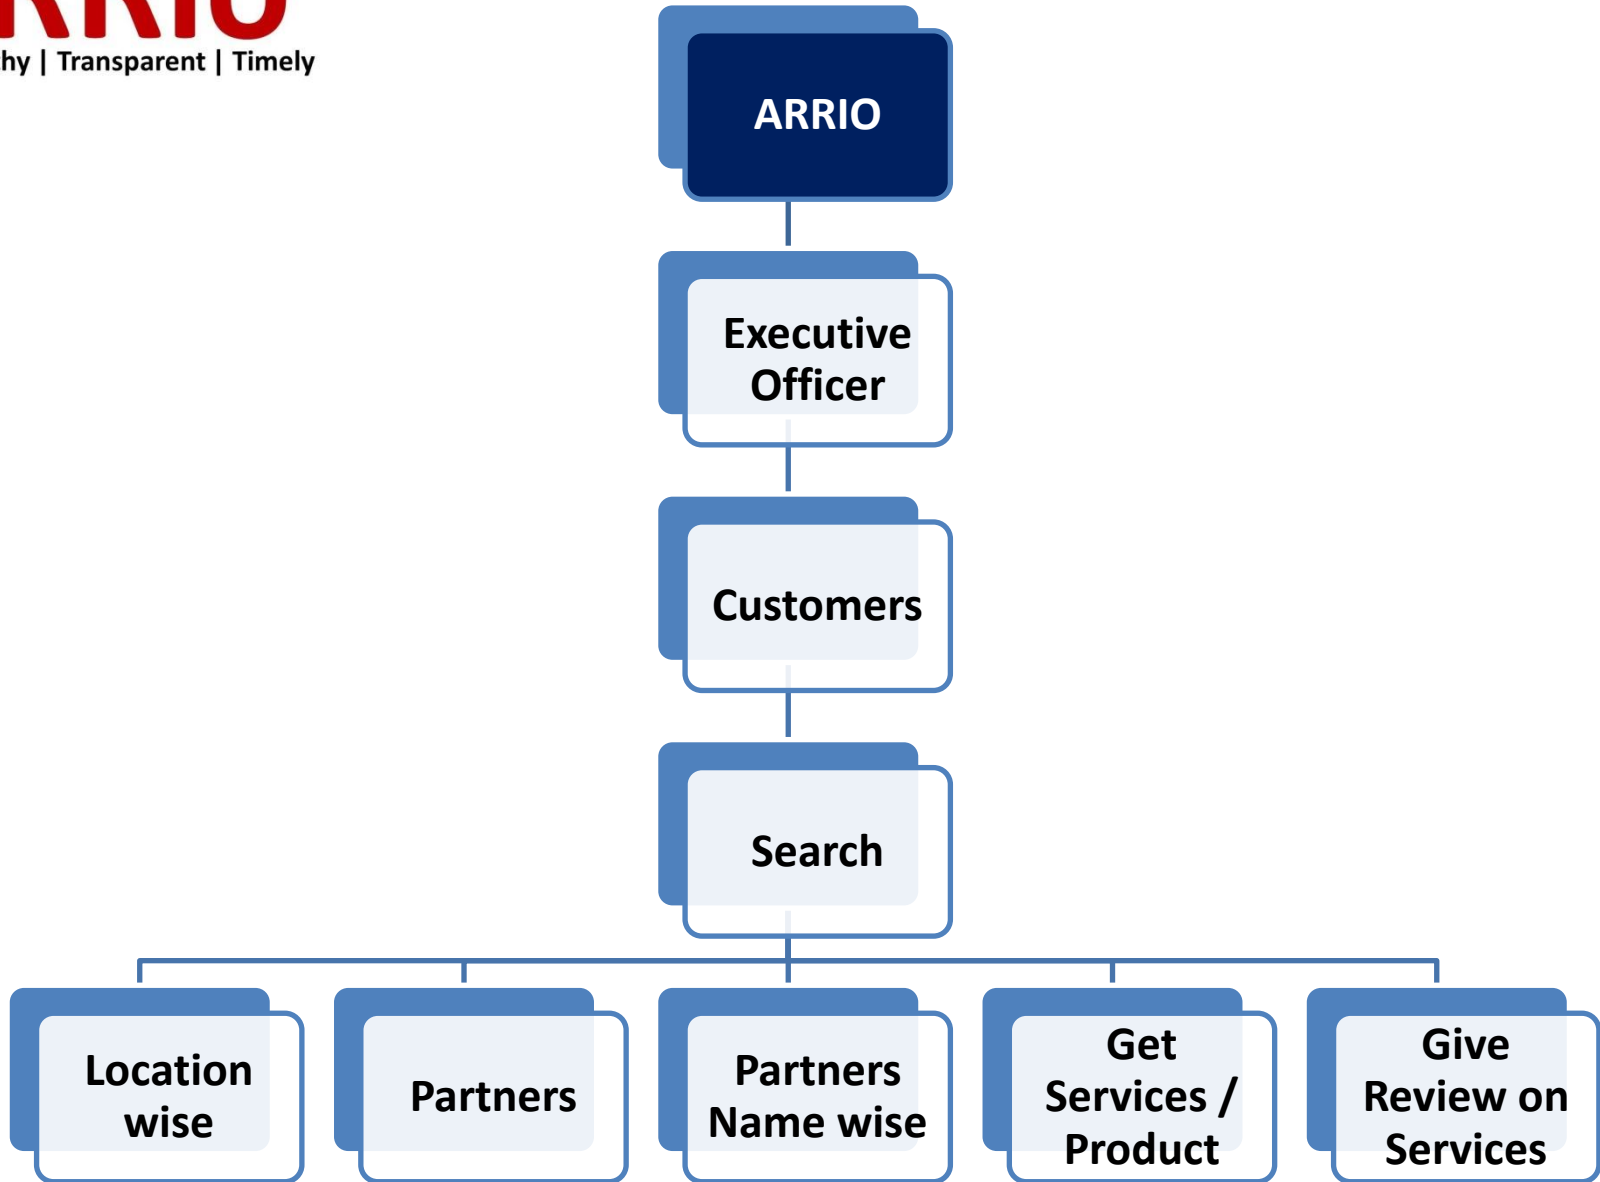 RRIO
hy | Transparent | Timely
ARRIO
Executive
Officer
Customers
Search
Location
wise
Partners
Partners
Name wise
Get
Services /
Product
Give
Review on
Services